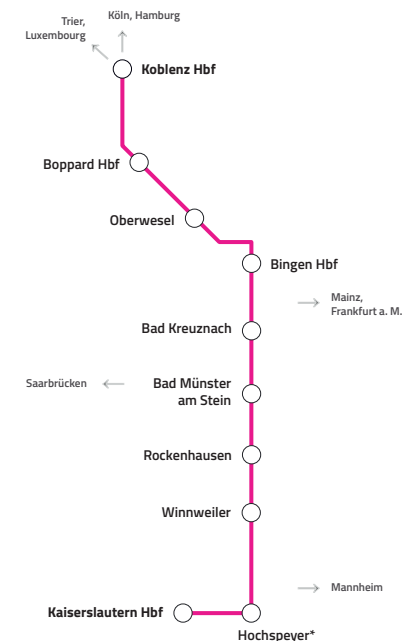 Köln, Hamburg
Trier,
Luxembourg
Koblenz Hbf
Boppard Hbf
Oberwesel
Bingen Hbf
Mainz,
Frankfurt a. M.
Bad Kreuznach
Saarbrücken
Bad Münster
am Stein
Rockenhausen
Winnweiler
Mannheim
Kaiserslautern Hbf
Hochspeyer*